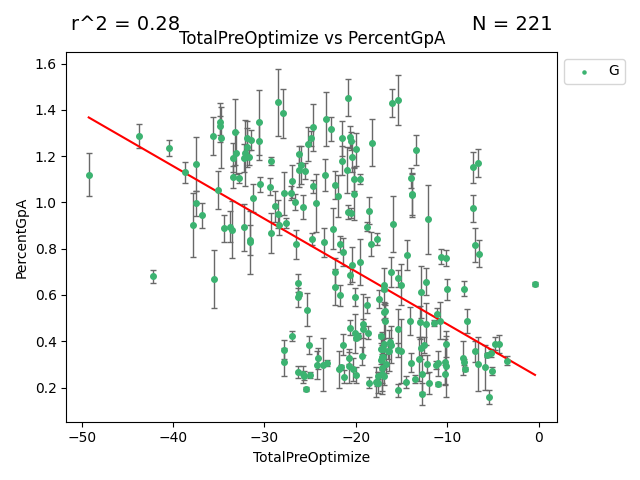 r^2 = 0.28
N = 221
TotalPreOptimize vs PercentGpA
G
1.6
1.4
1.2
1.0
0.8
0.6
0.4
0.2
PercentGpA
−50
−40
−30
−20
−10
0
TotalPreOptimize